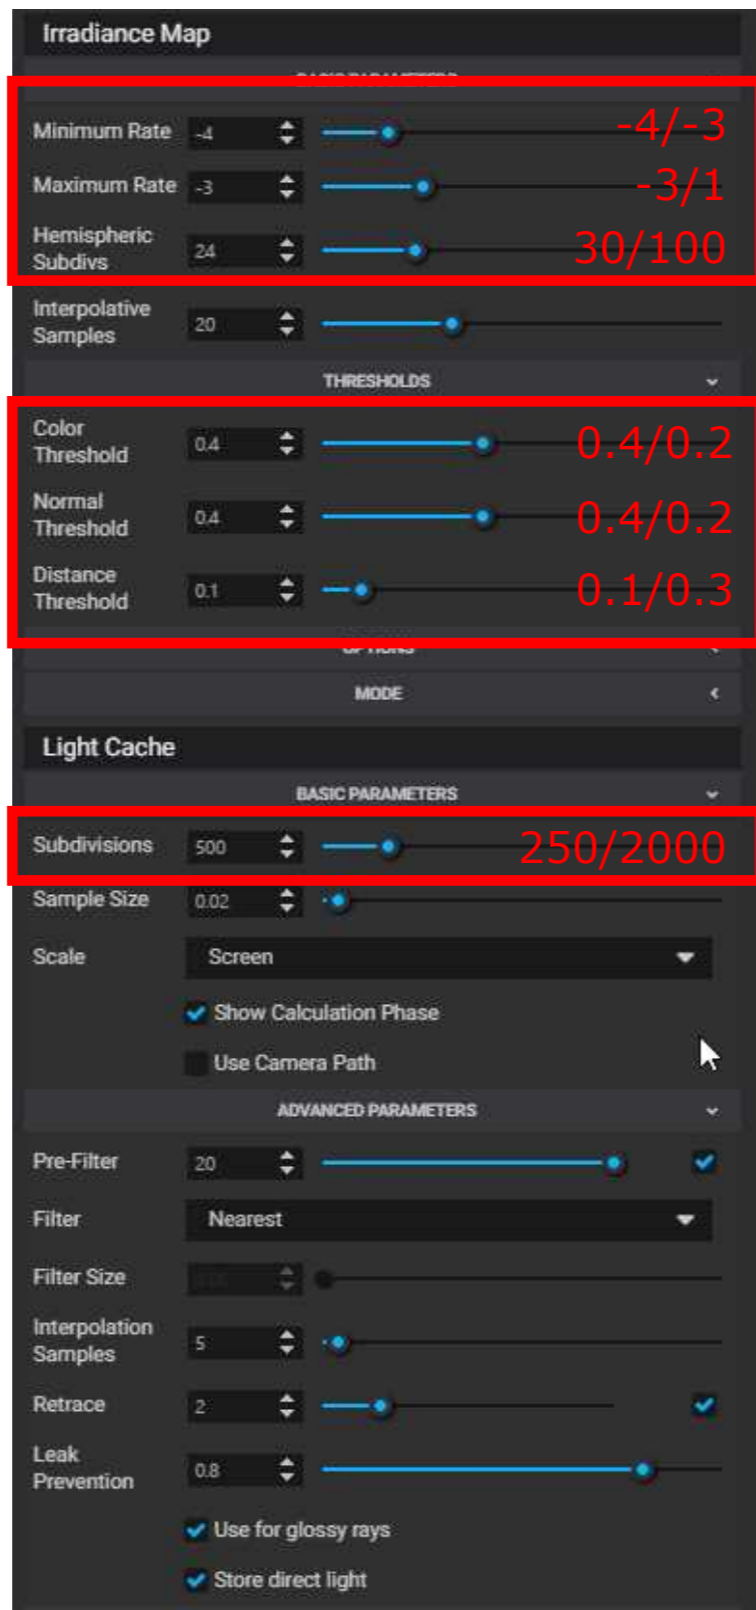 Irradiance Map
BASIC PARAMETERS
Minimum Rate -4 -4/-3
Maximum Rate -3 -3/1
Hemispheric
Subdivs 24 30/100
Interpolative
Samples 20
THRESHOLDS
Color
Threshold 0.4 0.4/0.2
Normal
Threshold 0.4 0.4/0.2
Distance
Threshold 0.1 0.1/0.3
OPTIONS
MODE
Light Cache
BASIC PARAMETERS
Subdivisions 500 250/2000
Sample Size 0.02
Scale Screen
Show Calculation Phase
Use Camera Path
ADVANCED PARAMETERS
Pre-Filter 20
Filter Nearest
Filter Size
Interpolation
Samples 5
Retrace 2
Leak
Prevention 0.8
Use for glossy rays
Store direct light